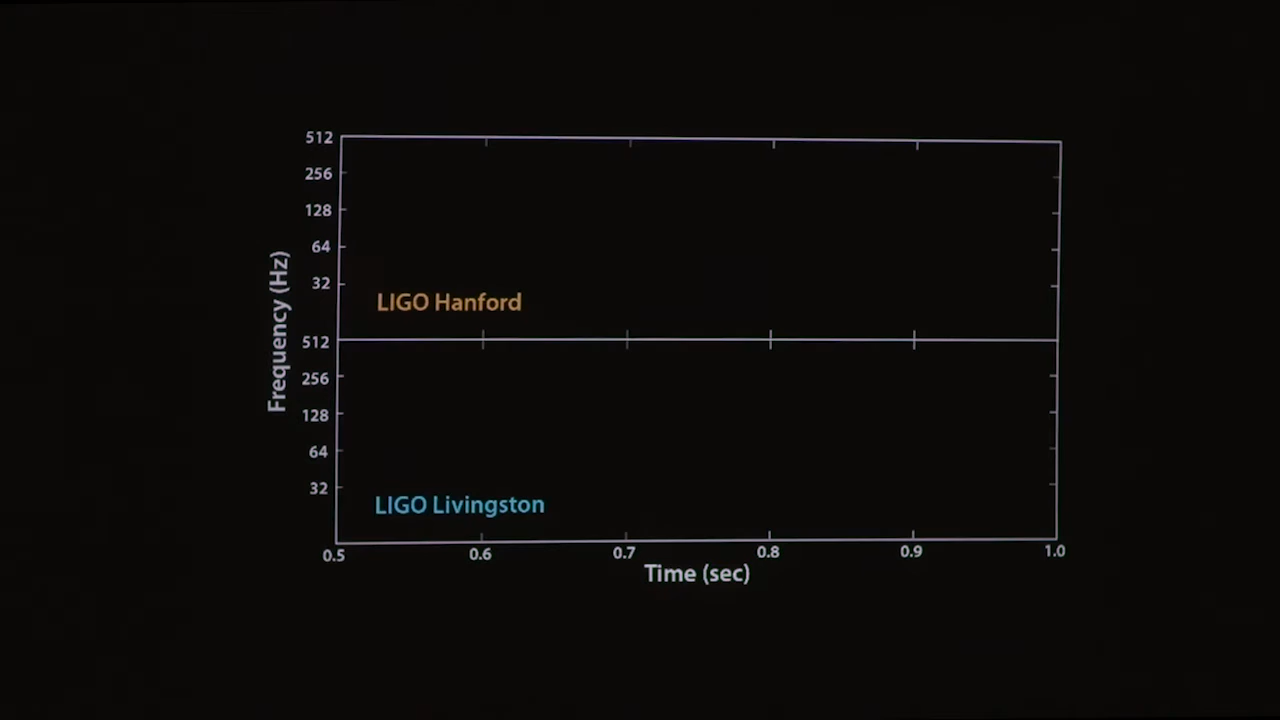 512
256
128
64
32
LIGO Hanford
Frequency (Hz)
512
256
128
64
32
LIGO Livingston
0.5 0.6 0.7 0.8 0.9 1.0
Time (sec)